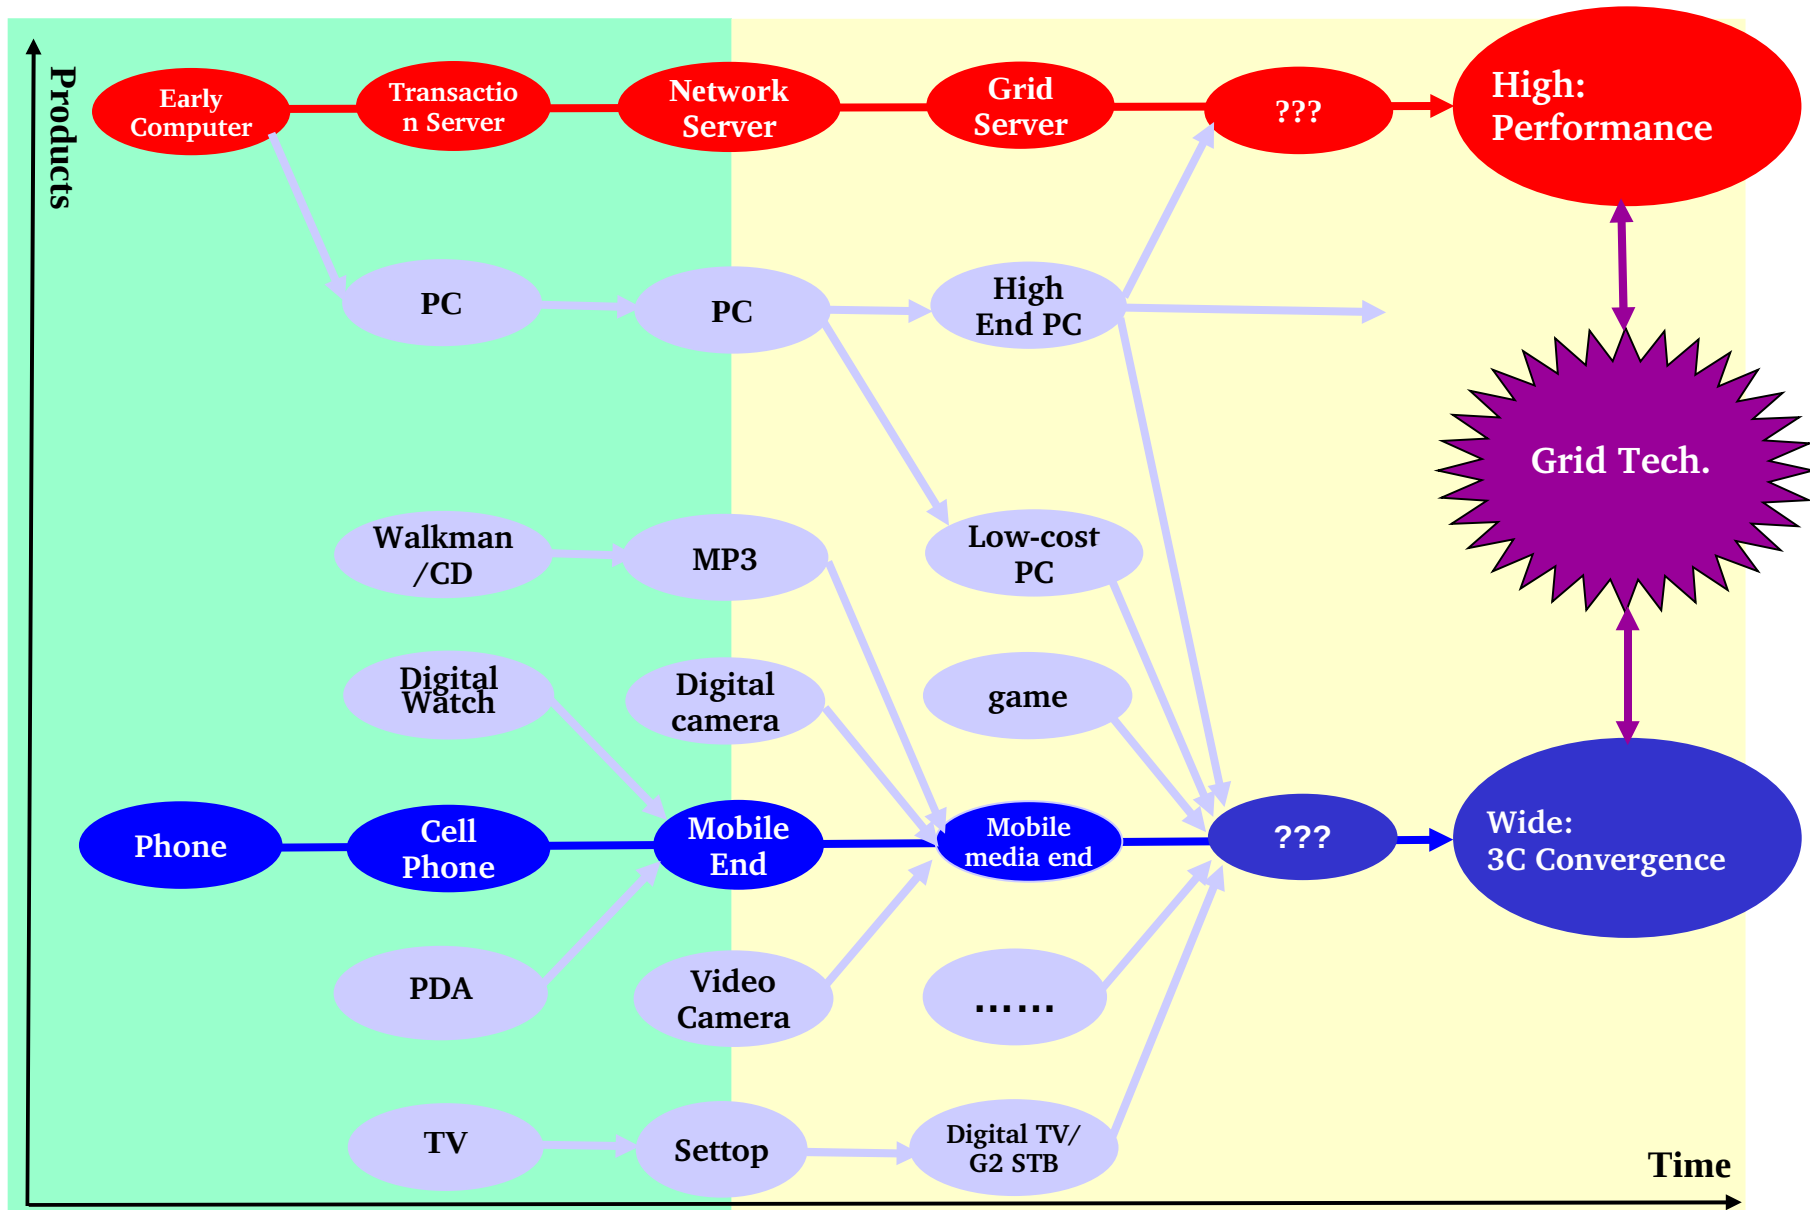 Products
Early
Computer
Transactio
n Server
Network
Server
Grid
Server
???
High:
Performance
PC
PC
High
End PC
Grid Tech.
Walkman
/CD
MP3
Low-cost
PC
Digital
Watch
Digital
camera
game
Phone
Cell
Phone
Mobile
End
Mobile
media end
???
Wide:
3C Convergence
PDA
Video
Camera
......
TV
Settop
Digital TV/
G2 STB
Time